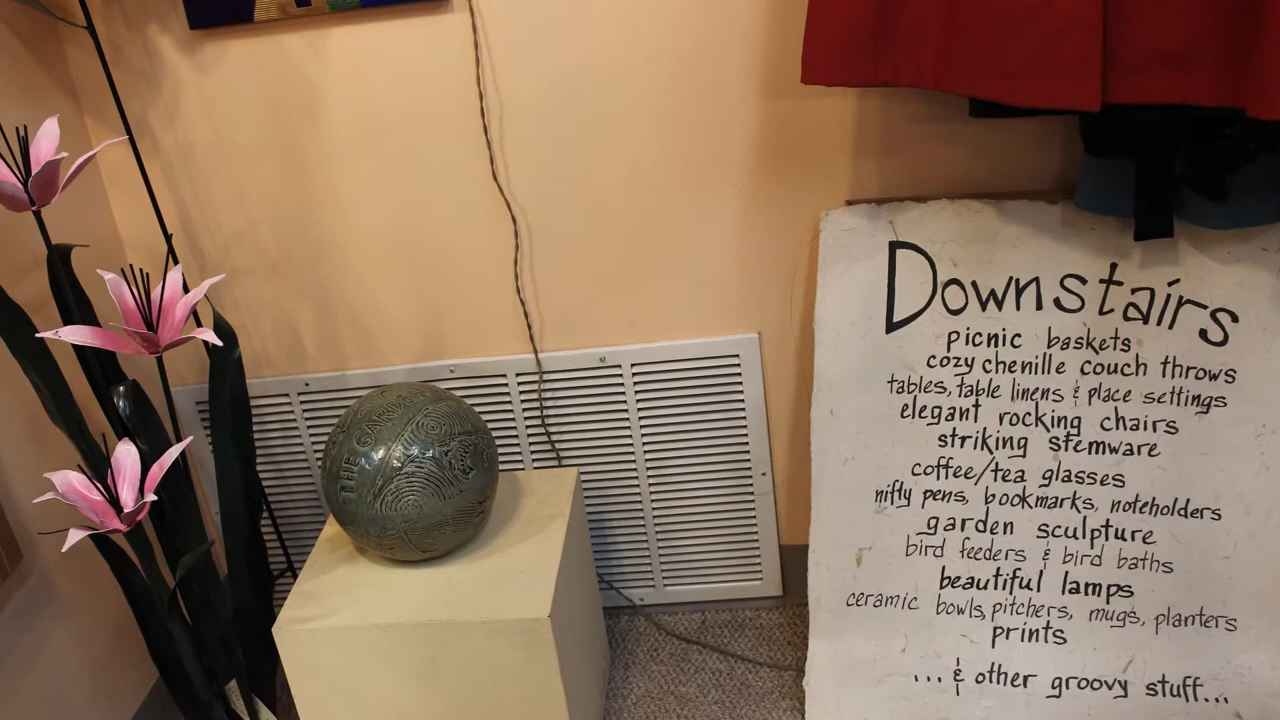 THE GARDEN
Downstairs
picnic baskets
cozy chenille couch throws
tables, table linens & place settings
elegant rocking chairs
striking stemware
coffee/tea glasses
nifty pens, bookmarks, noteholders
garden sculpture
bird feeders & bird baths
beautiful lamps
ceramic bowls, pitchers, mugs, planters
prints
... & other groovy stuff...